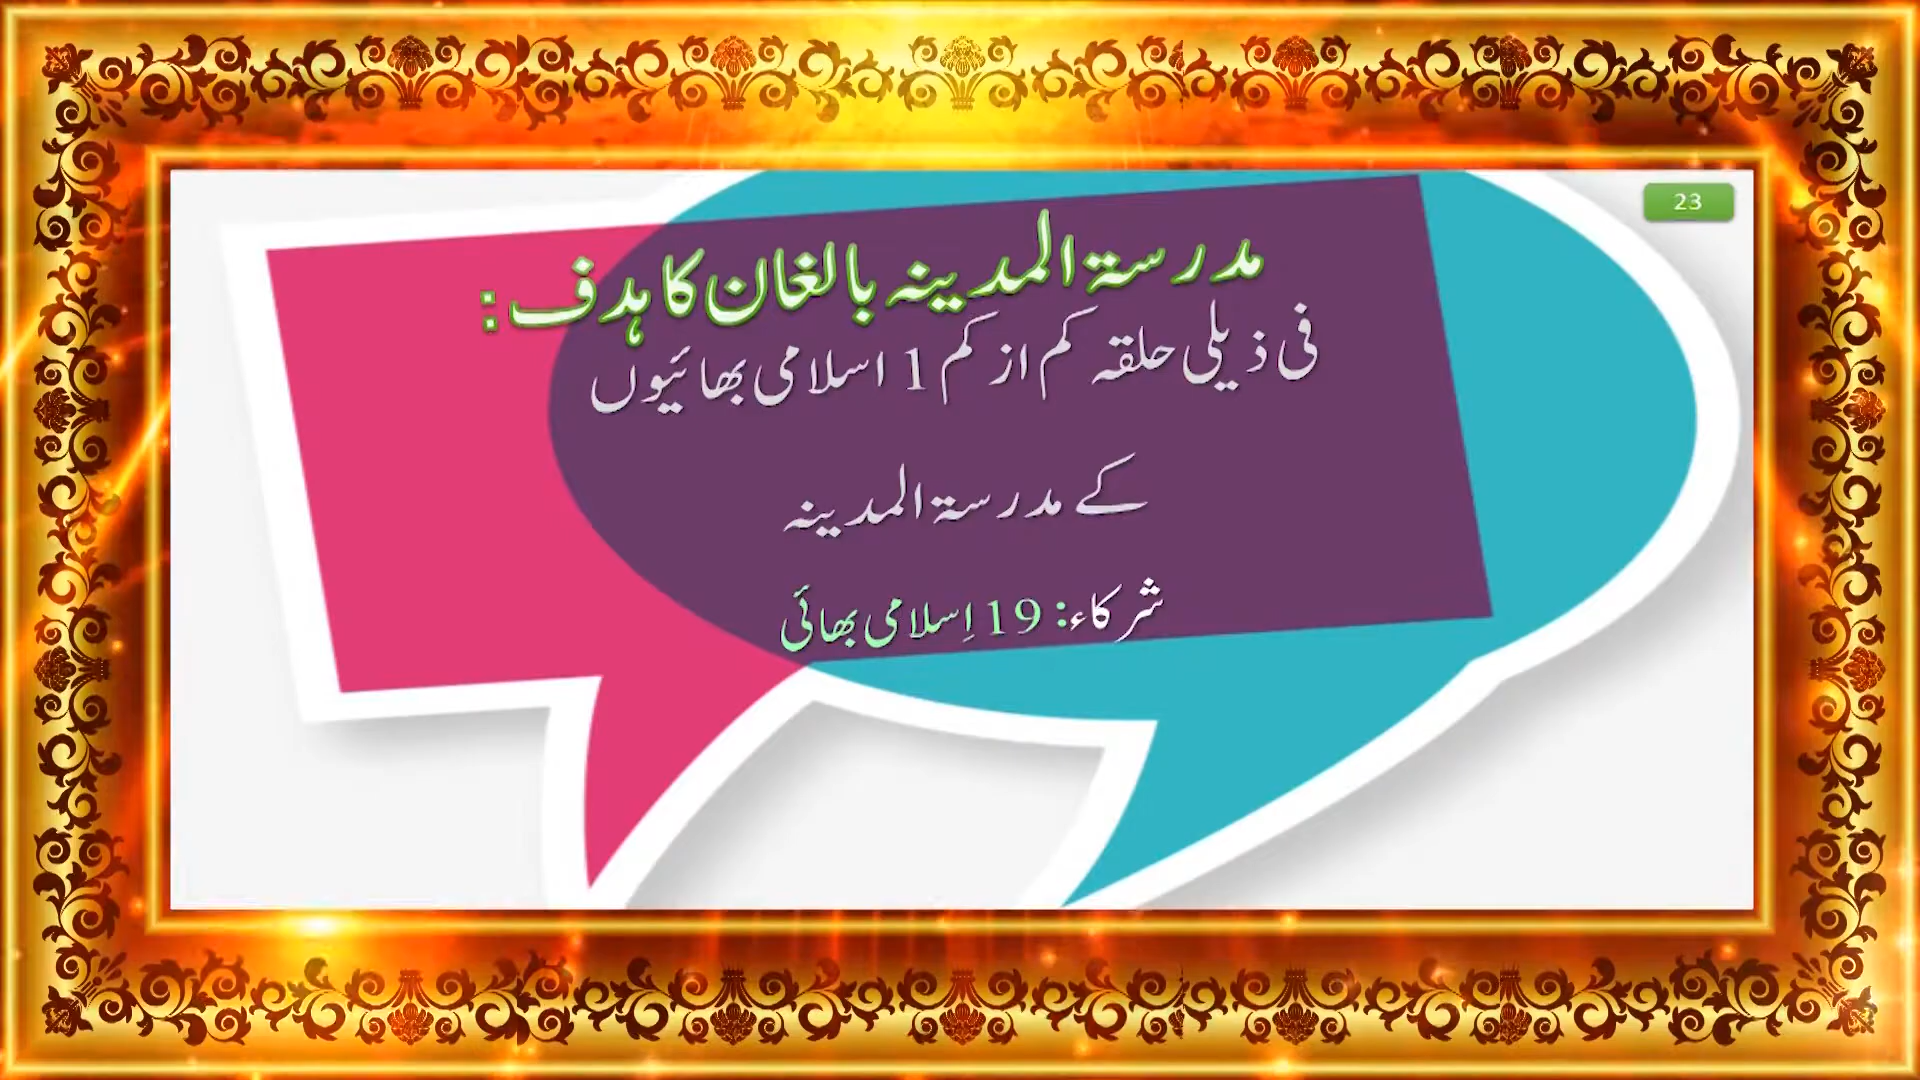 23
مدرسۃ المدینہ بالغان کا ہدف:
فی ذیلی حلقہ کم از کم 1 اسلامی بھائیوں
کے مدرسۃ المدینہ
شرکاء: 19 اِسلامی بھائی